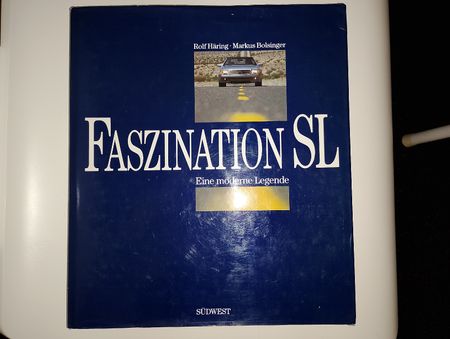 Rolf Häring · Markus Bolsinger
FASZINATION SL
Eine moderne Legende
SÜDWEST